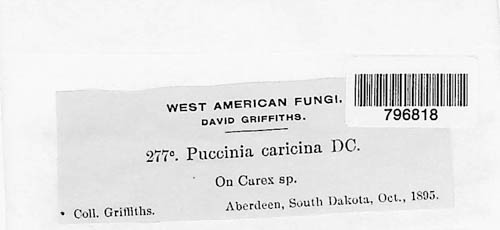 WEST AMERICAN FUNGI.
DAVID GRIFFITHS.
796818
277c. Puccinia caricina DC.
On Carex sp.
Coll. Griffiths. Aberdeen, South Dakota, Oct., 1895.